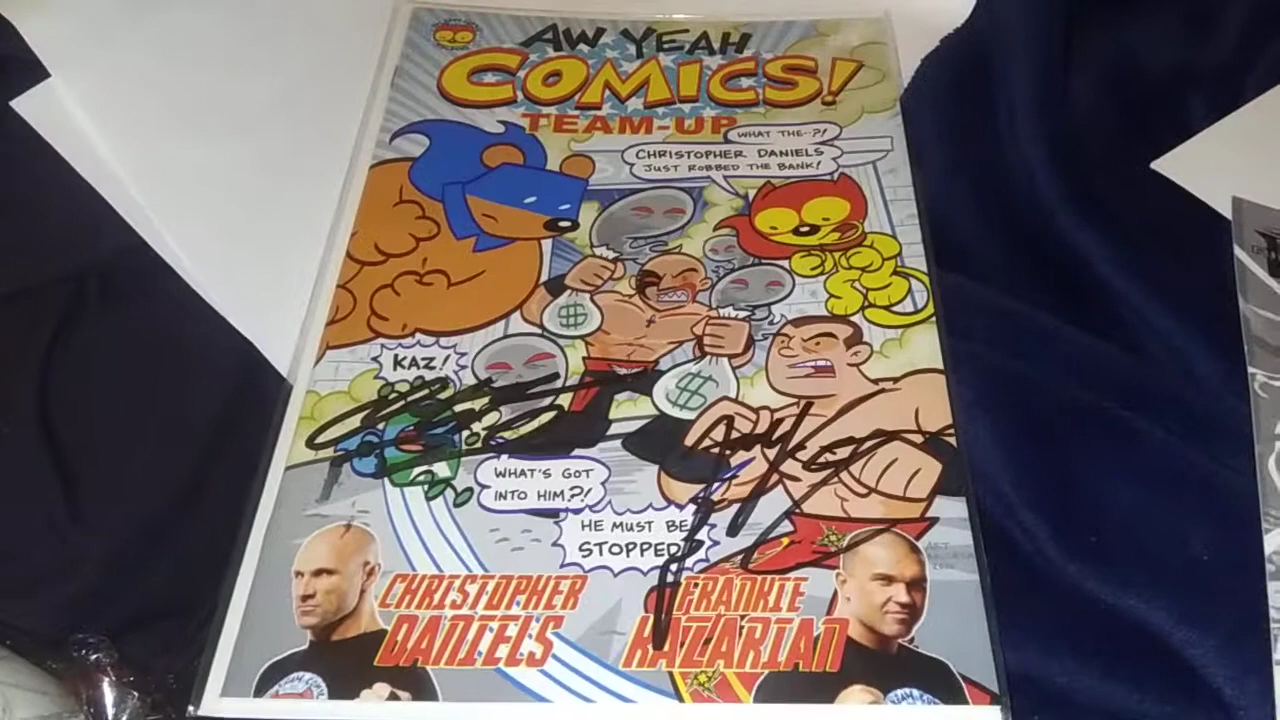 AW YEAH
COMICS!
TEAM-UP
WHAT THE--?!
CHRISTOPHER DANIELS
JUST ROBBED THE BANK!
$
KAZ!
$
WHAT'S GOT
INTO HIM?!
HE MUST BE
STOPPED
CHRISTOPHER
DANIELS
FRANKIE
KAZARIAN